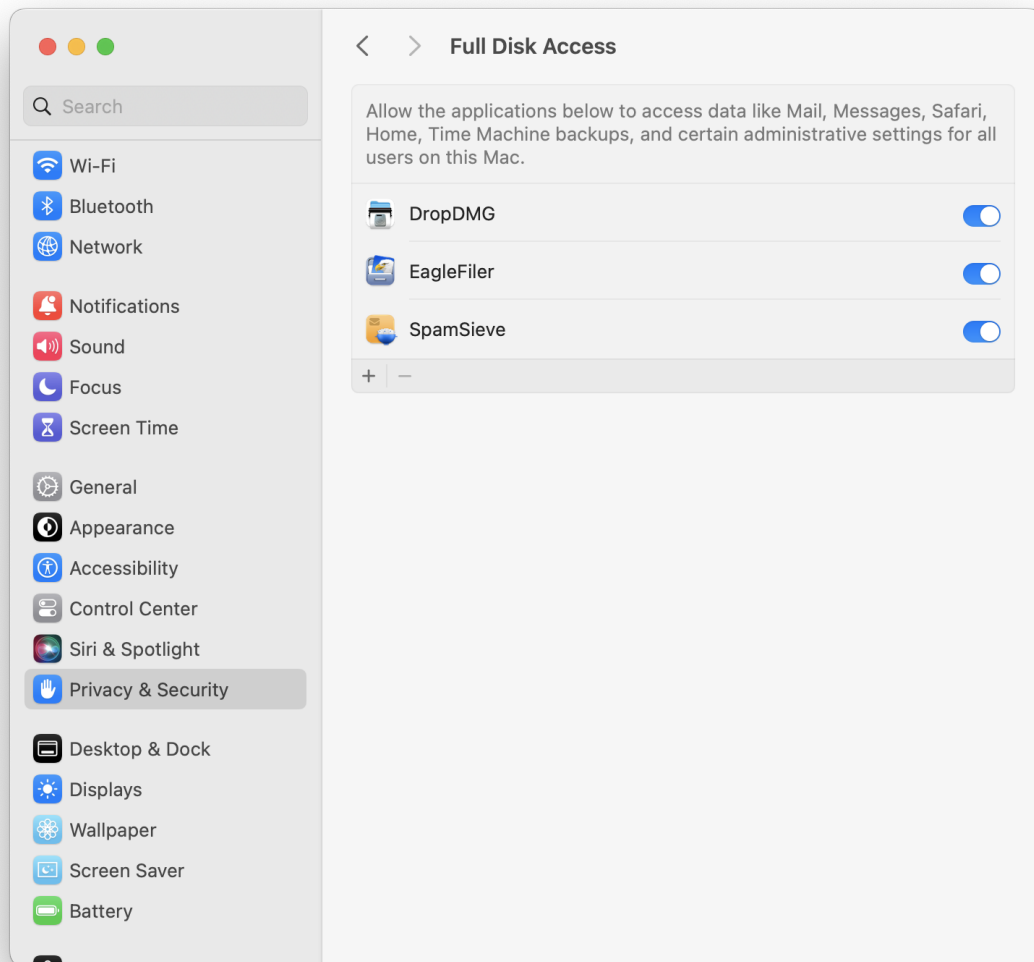 Full Disk Access
Search
Wi-Fi
Bluetooth
Network
Notifications
Sound
Focus
Screen Time
General
Appearance
Accessibility
Control Center
Siri & Spotlight
Privacy & Security
Desktop & Dock
Displays
Wallpaper
Screen Saver
Battery
Allow the applications below to access data like Mail, Messages, Safari,
Home, Time Machine backups, and certain administrative settings for all
users on this Mac.
DropDMG
EagleFiler
SpamSieve